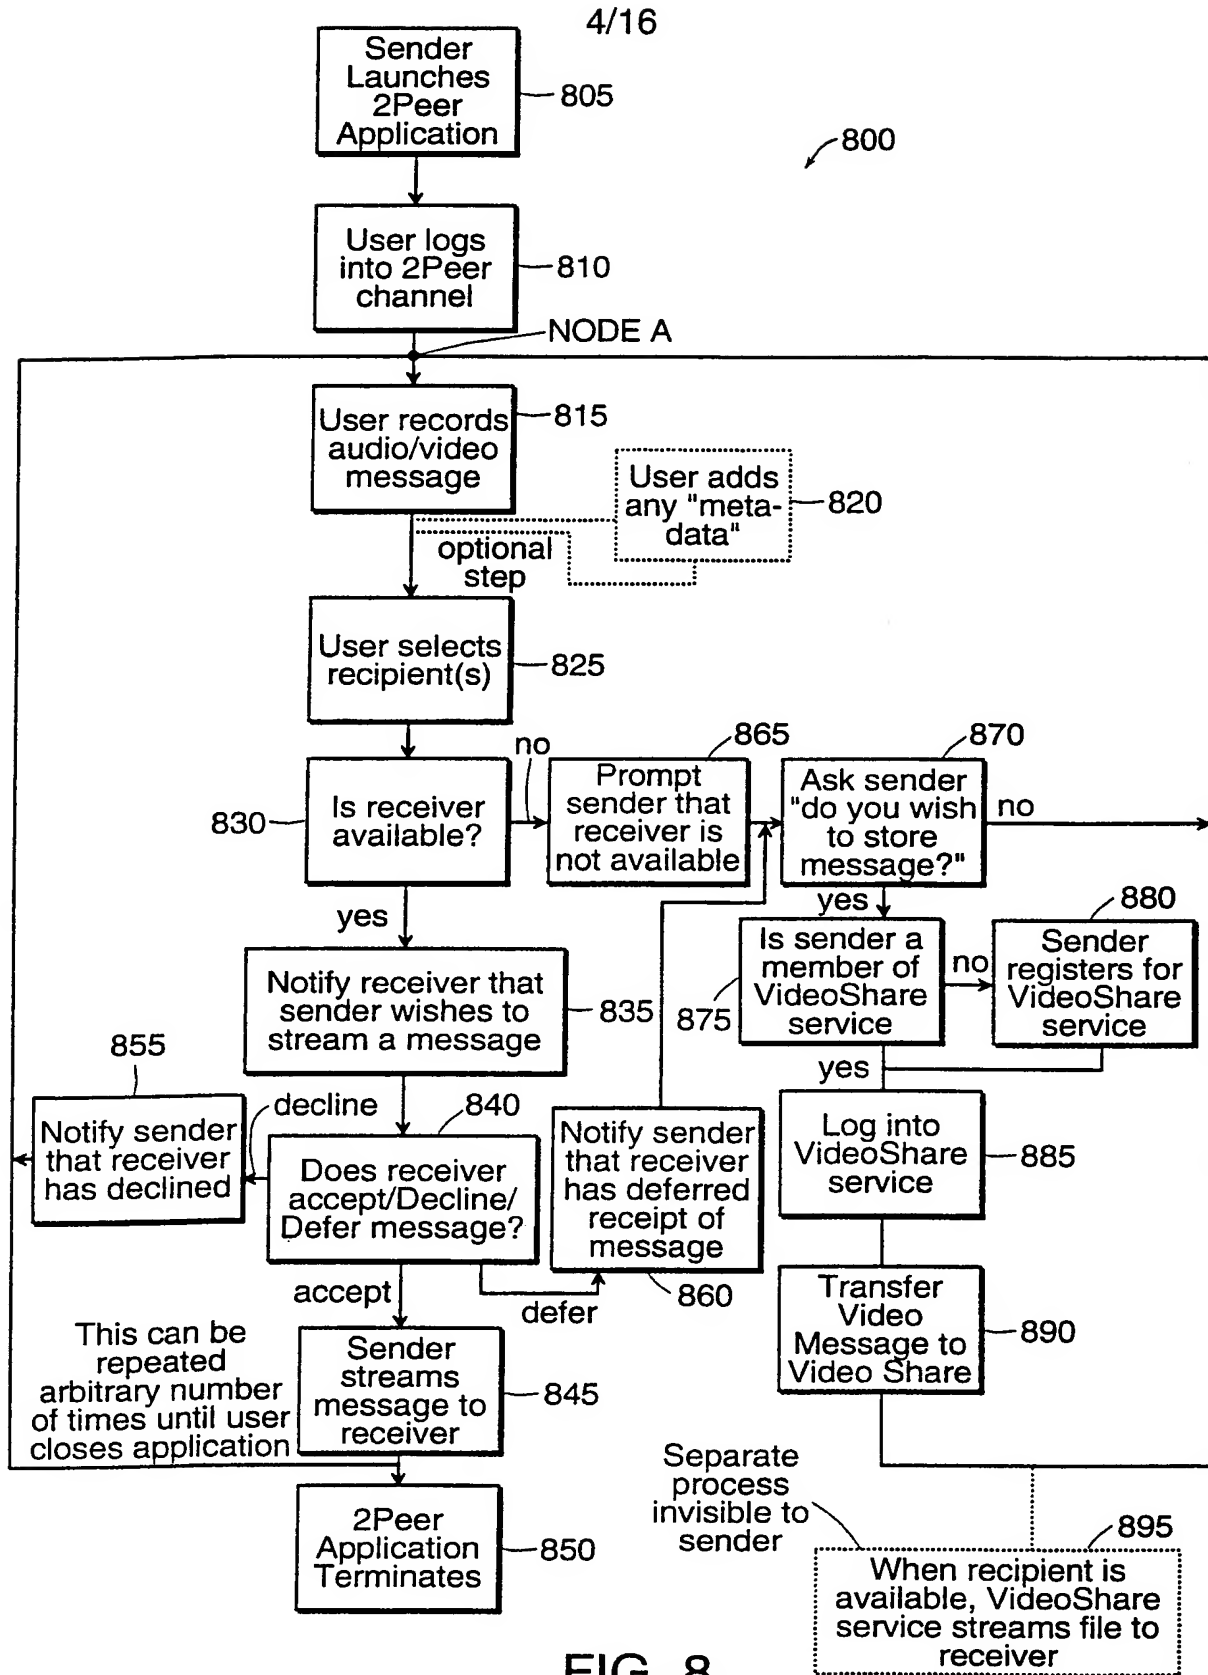 4/16
Sender
Launches
2Peer
Application
805
800
User logs
into 2Peer
channel
810
NODE A
User records
audio/video
message
815
User adds
any "meta-
data"
820
optional
step
User selects
recipient(s)
825
Is receiver
available?
830
no
Prompt
sender that
receiver is
not available
865
Ask sender
"do you wish
to store
message?"
870
no
yes
yes
Is sender a
member of
VideoShare
service
875
no
Sender
registers for
VideoShare
service
880
Notify receiver that
sender wishes to
stream a message
835
yes
855
Notify sender
that receiver
has declined
decline
840
Does receiver
accept/Decline/
Defer message?
Notify sender
that receiver
has deferred
receipt of
message
860
Log into
VideoShare
service
885
accept
defer
Transfer
Video
Message to
Video Share
890
This can be
repeated
arbitrary number
of times until user
closes application
Sender
streams
message to
receiver
845
2Peer
Application
Terminates
850
Separate
process
invisible to
sender
895
When recipient is
available, VideoShare
service streams file to
receiver
FIG. 8